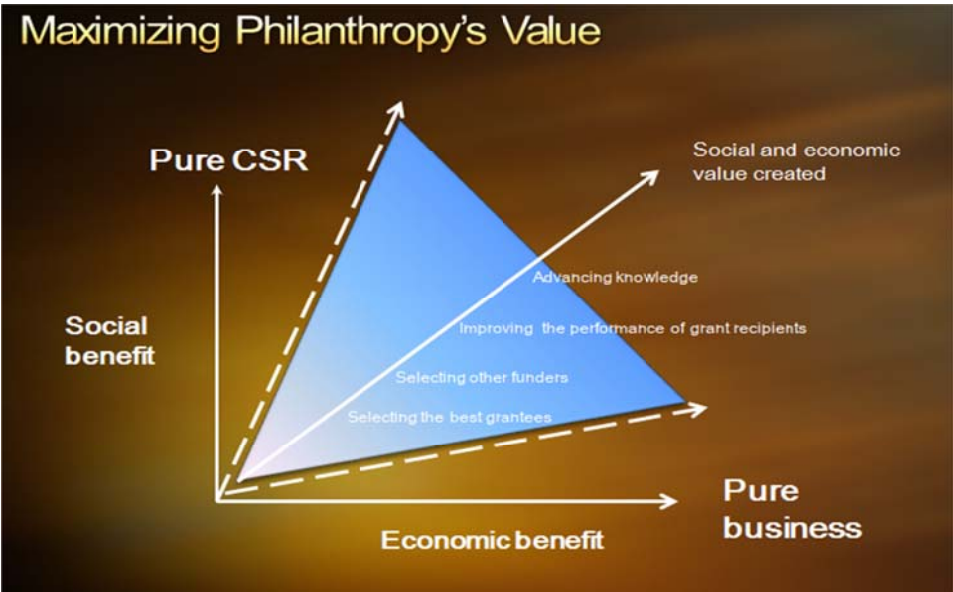 Maximizing Philanthropy's Value
Pure CSR
Social and economic
value created
Advancing knowledge
Social
benefit
Improving the performance of grant recipients
Selecting other funders
Selecting the best grantees
Pure
business
Economic benefit